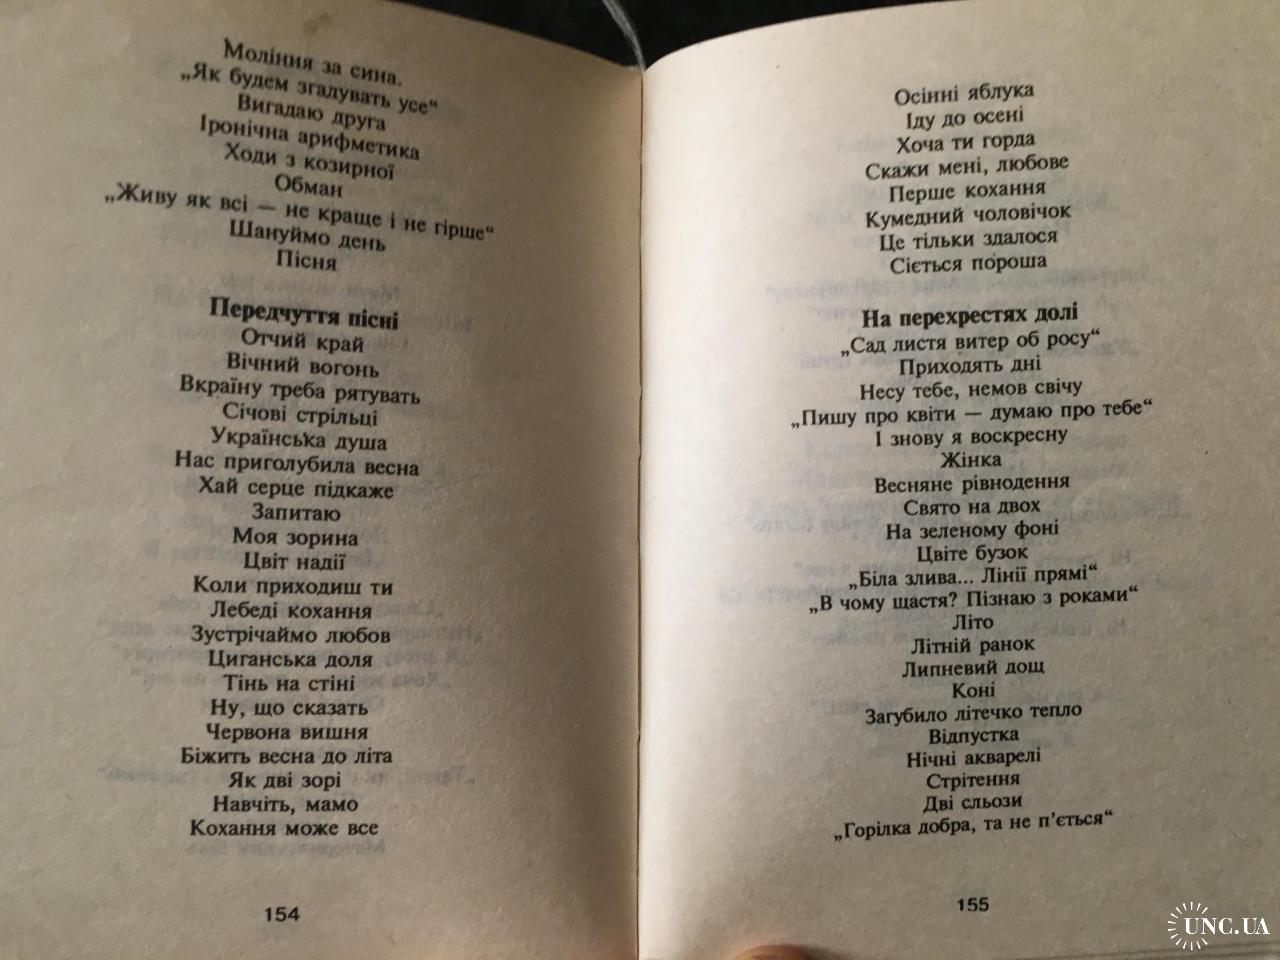 Моління за сина.
„Як будем згадувать усе“
Вигадаю друга
Іронічна арифметика
Ходи з козирної
Обман
„Живу як всі — не краще і не гірше“
Шануймо день
Пісня
Передчуття пісні
Отчий край
Вічний вогонь
Вкраїну треба рятувать
Січові стрільці
Українська душа
Нас приголубила весна
Хай серце підкаже
Запитаю
Моя зорина
Цвіт надії
Коли приходиш ти
Лебеді кохання
Зустрічаймо любов
Циганська доля
Тінь на стіні
Ну, що сказать
Червона вишня
Біжить весна до літа
Як дві зорі
Навчіть, мамо
Кохання може все
154
Осінні яблука
Іду до осені
Хоча ти горда
Скажи мені, любове
Перше кохання
Кумедний чоловічок
Це тільки здалося
Сіється пороша
На перехрестях долі
„Сад листя витер об росу“
Приходять дні
Несу тебе, немов свічу
„Пишу про квіти — думаю про тебе“
І знову я воскресну
Жінка
Весняне рівнодення
Свято на двох
На зеленому фоні
Цвіте бузок
„Біла злива... Лінії прямі“
„В чому щастя? Пізнаю з роками“
Літо
Літній ранок
Липневий дощ
Коні
Загубило літечко тепло
Відпустка
Нічні акварелі
Стрітення
Дві сльози
„Горілка добра, та не п’ється“
155
UNC.UA